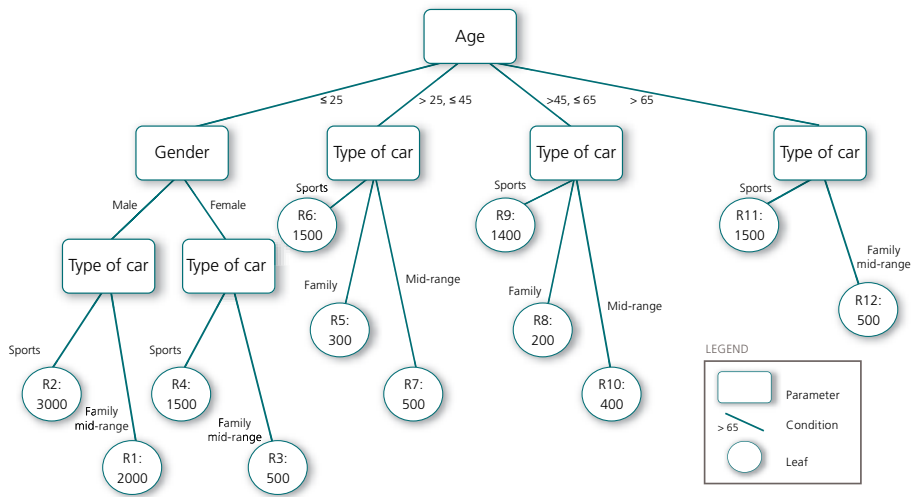 Age
≤ 25
> 25, ≤ 45
>45, ≤ 65
> 65
Gender
Type of car
Type of car
Type of car
Male
Female
Sports
Sports
Sports
R6:
1500
R9:
1400
R11:
1500
Type of car
Type of car
Family
mid-range
Family
Mid-range
Family
Mid-range
R5:
300
R8:
200
R12:
500
Sports
Sports
LEGEND
R2:
3000
R4:
1500
R7:
500
R10:
400
Parameter
Family
mid-range
Family
mid-range
> 65
Condition
R1:
2000
R3:
500
Leaf